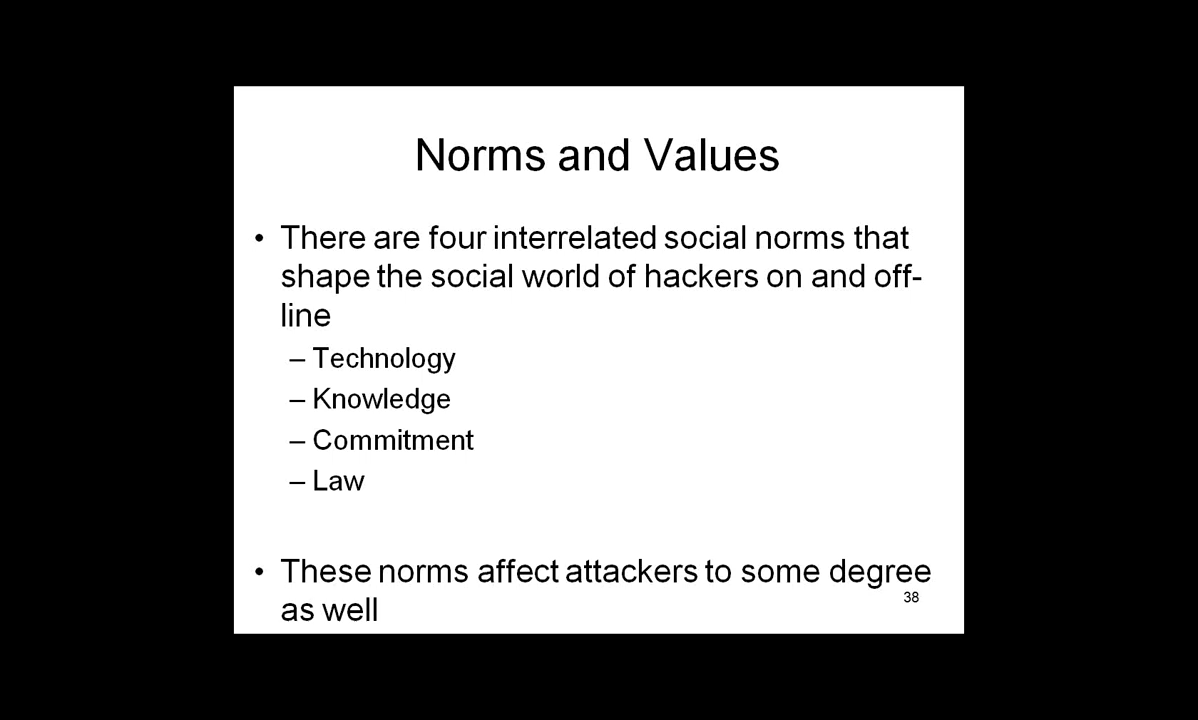 Norms and Values
• There are four interrelated social norms that
shape the social world of hackers on and off-
line
– Technology
– Knowledge
– Commitment
– Law
• These norms affect attackers to some degree
as well
38